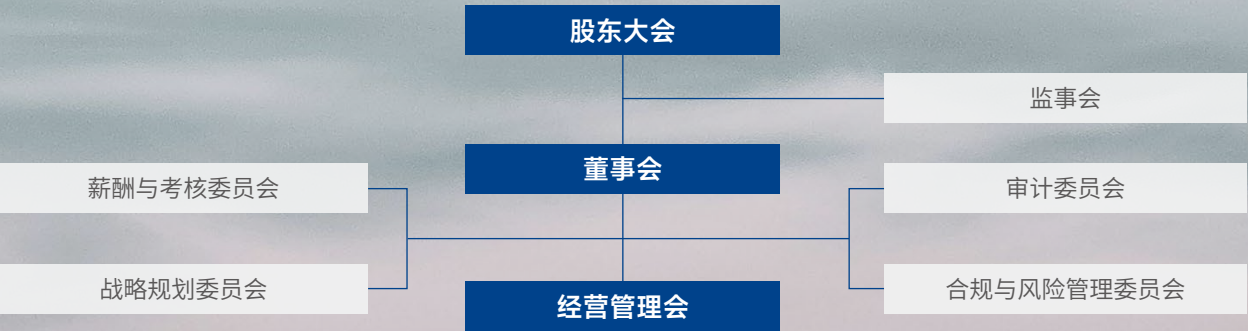 股东大会
监事会
董事会
薪酬与考核委员会
审计委员会
战略规划委员会
合规与风险管理委员会
经营管理会